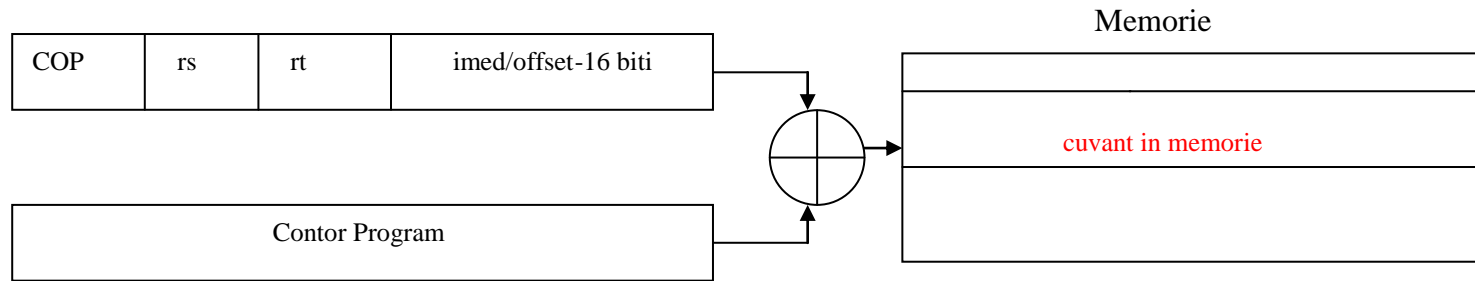 Memorie
COP rs rt imed/offset-16 biti
cuvant in memorie
Contor Program